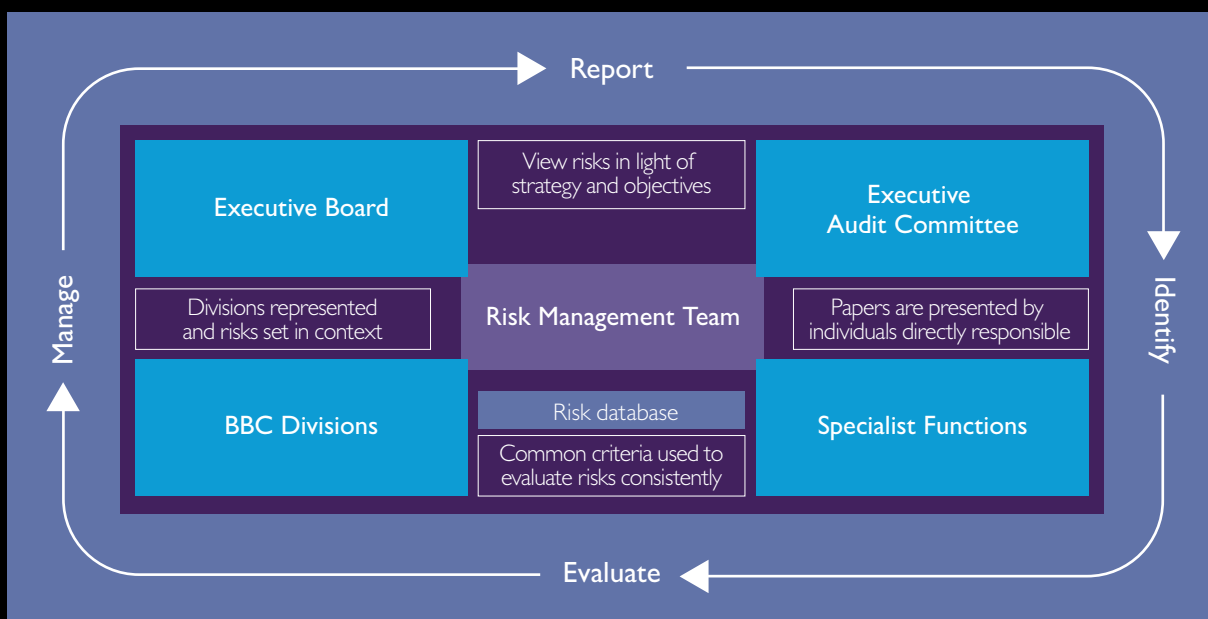 Report
View risks in light of
strategy and objectives
Executive Board
Executive
Audit Committee
Manage
Divisions represented
and risks set in context
Risk Management Team
Papers are presented by
individuals directly responsible
Identify
BBC Divisions
Risk database
Common criteria used to
evaluate risks consistently
Specialist Functions
Evaluate